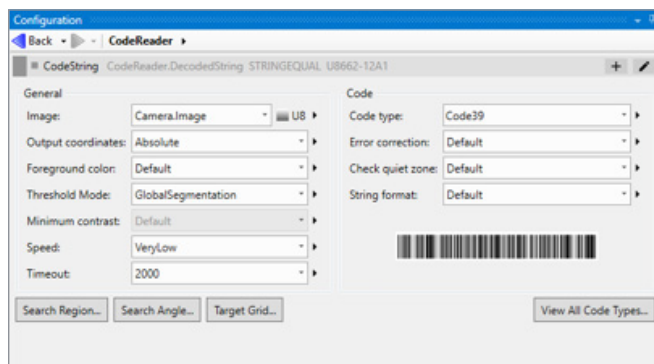 Configuration
Back CodeReader
CodeString CodeReader.DecodedString STRINGEQUAL U8662-12A1
General
Image: Camera.Image U8
Output coordinates: Absolute
Foreground color: Default
Threshold Mode: GlobalSegmentation
Minimum contrast: Default
Speed: VeryLow
Timeout: 2000
Code
Code type: Code39
Error correction: Default
Check quiet zone: Default
String format: Default
Search Region... Search Angle... Target Grid... View All Code Types...